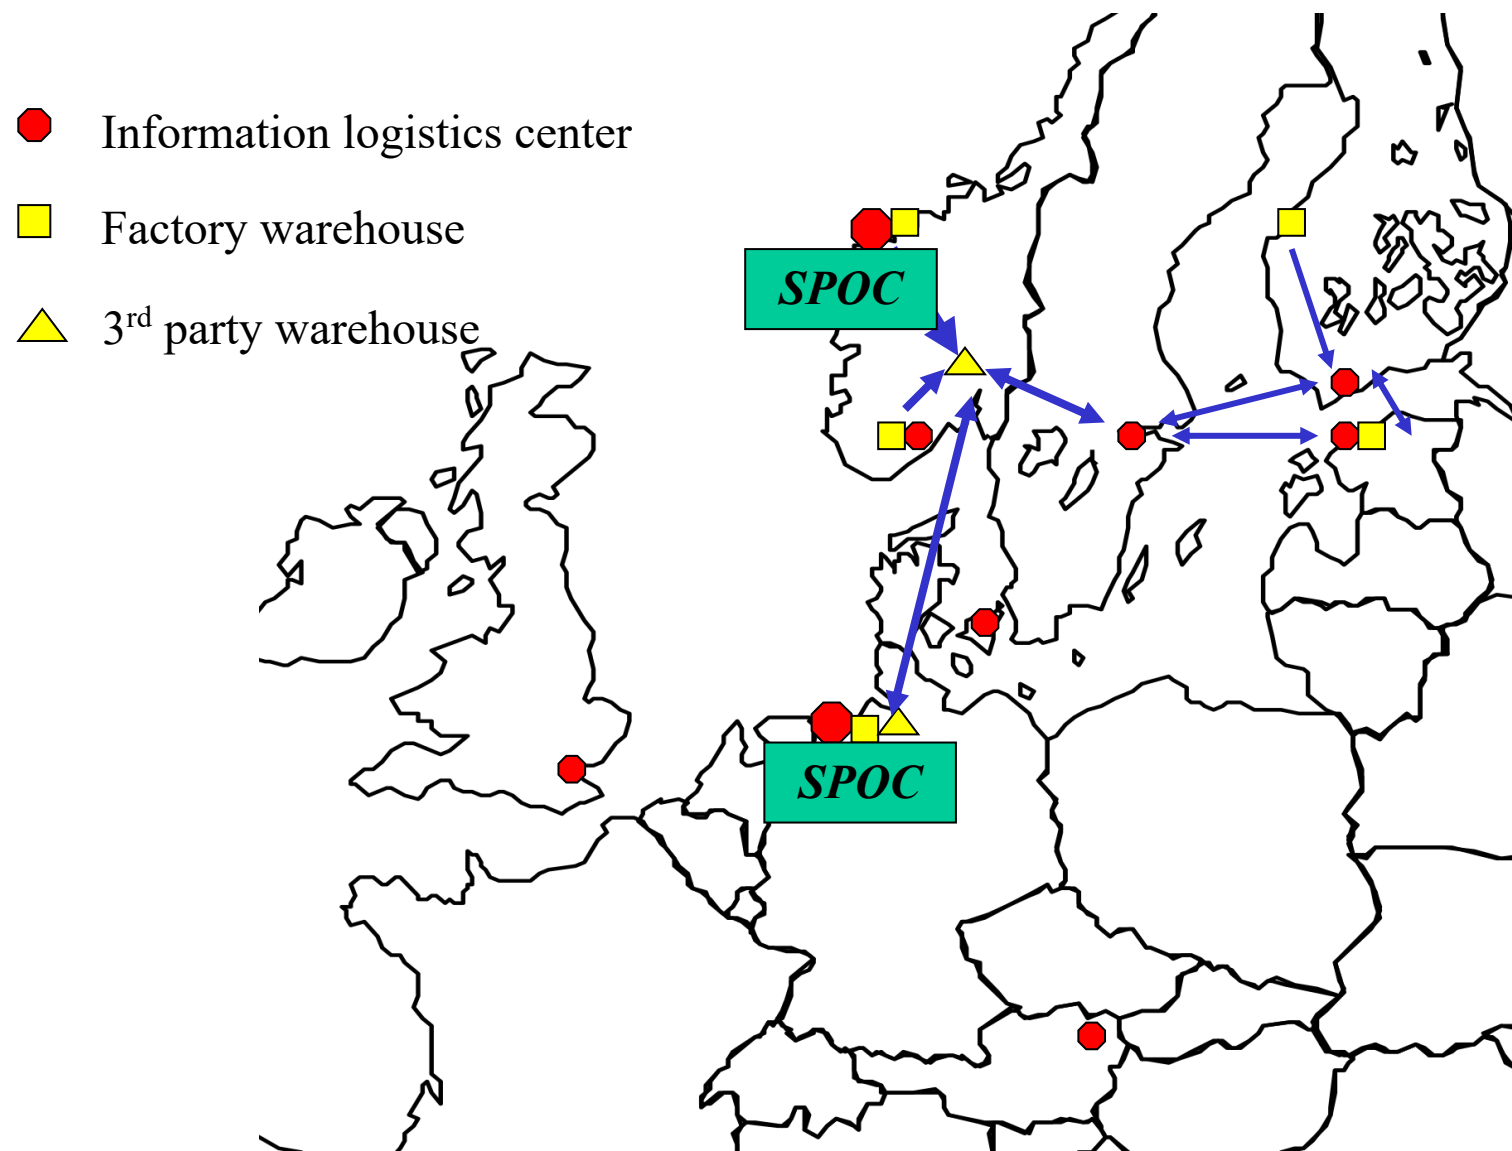 Information logistics center
Factory warehouse
3rd party warehouse
SPOC
SPOC